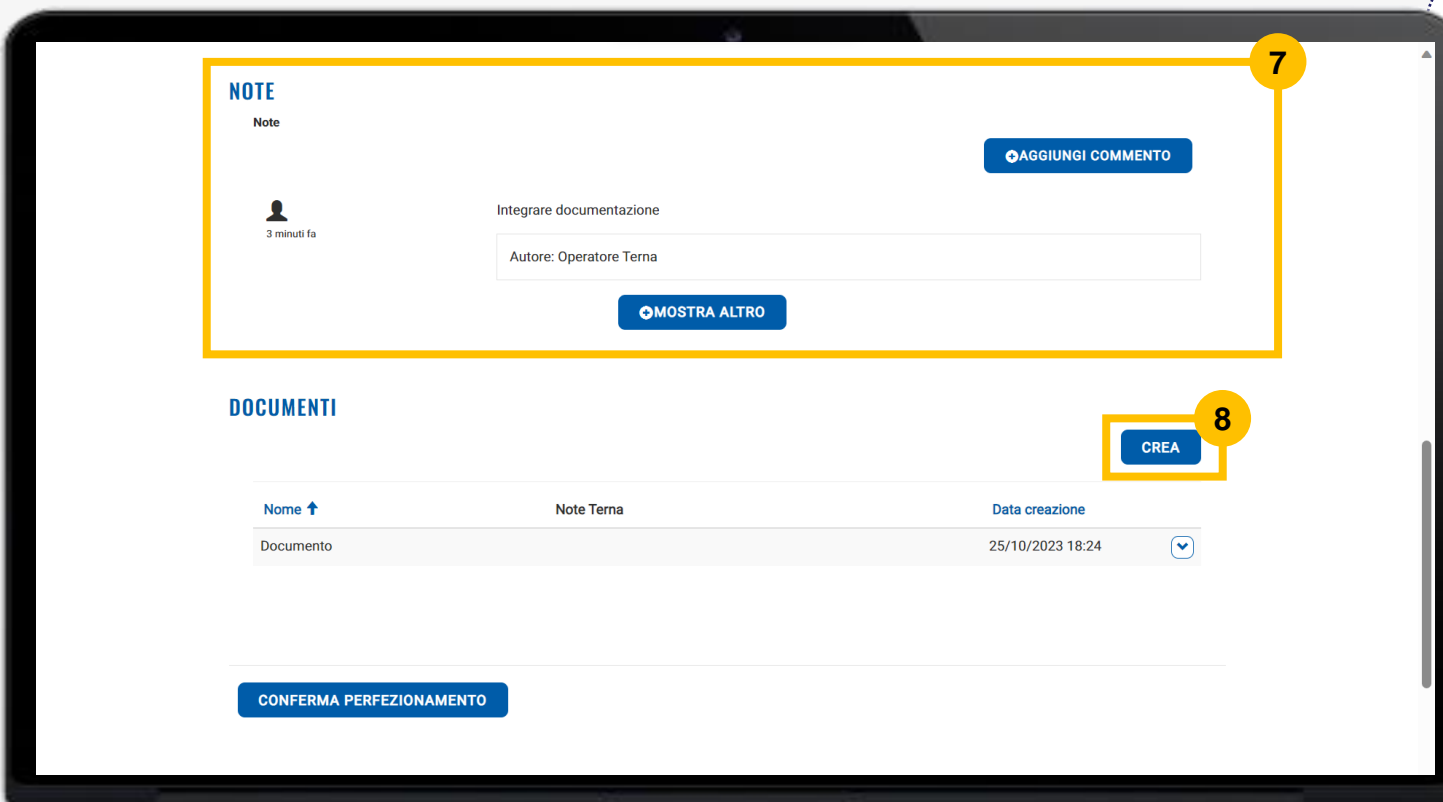 7
NOTE
Note
AGGIUNGI COMMENTO
Integrare documentazione
3 minuti fa
Autore: Operatore Terna
MOSTRA ALTRO
DOCUMENTI
8
CREA
Nome Note Terna Data creazione
Documento 25/10/2023 18:24
CONFERMA PERFEZIONAMENTO